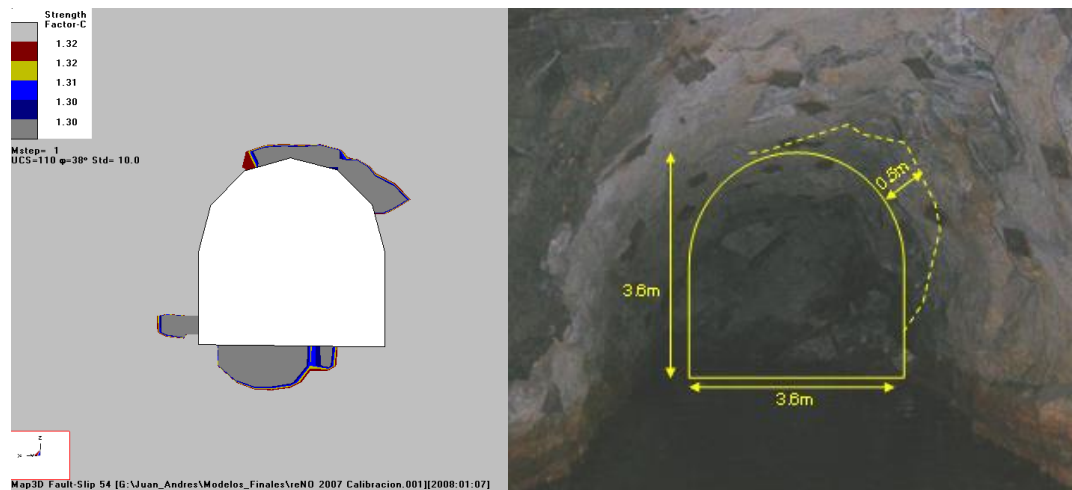 Strength
Factor-C
1.32
1.32
1.31
1.30
1.30
Mstep= 1
UCS=110 φ=38° Std= 10.0
z
x
Map3D Fault-Slip 54 [G:\Juan_Andres\Modelos_Finales\reNO 2007 Calibracion.001][2008:01:07]
0.5m
3.6m
3.6m